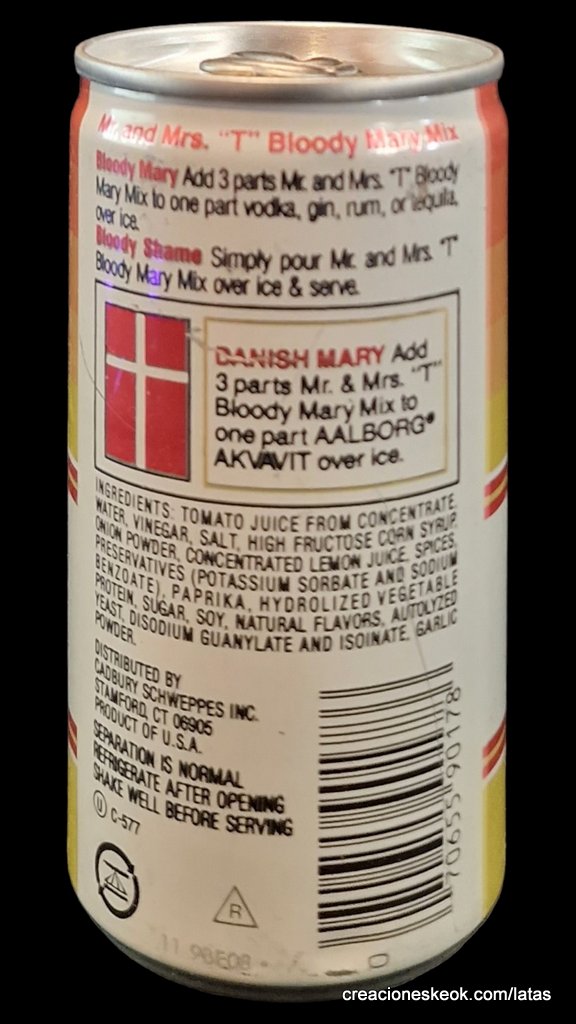 Mr. and Mrs. "T" Bloody Mary Mix
Bloody Mary Add 3 parts Mr. and Mrs. "T" Bloody
Mary Mix to one part vodka, gin, rum, or tequila,
over ice.
Bloody Shame Simply pour Mr. and Mrs. "T"
Bloody Mary Mix over ice & serve.
DANISH MARY Add
3 parts Mr. & Mrs. "T"
Bloody Mary Mix to
one part AALBORG®
AKVAVIT over ice.
INGREDIENTS: TOMATO JUICE FROM CONCENTRATE,
WATER, VINEGAR, SALT, HIGH FRUCTOSE CORN SYRUP,
ONION POWDER, CONCENTRATED LEMON JUICE, SPICES,
PRESERVATIVES (POTASSIUM SORBATE AND SODIUM
BENZOATE), PAPRIKA, HYDROLIZED VEGETABLE
PROTEIN, SUGAR, SOY, NATURAL FLAVORS, AUTOLYZED
YEAST, DISODIUM GUANYLATE AND ISOINATE, GARLIC
POWDER.
DISTRIBUTED BY
CADBURY SCHWEPPES INC.
STAMFORD, CT 06905
PRODUCT OF U.S.A.
SEPARATION IS NORMAL
REFRIGERATE AFTER OPENING
SHAKE WELL BEFORE SERVING
U C-577
70655 90178
0
R
creacioneskeok.com/latas